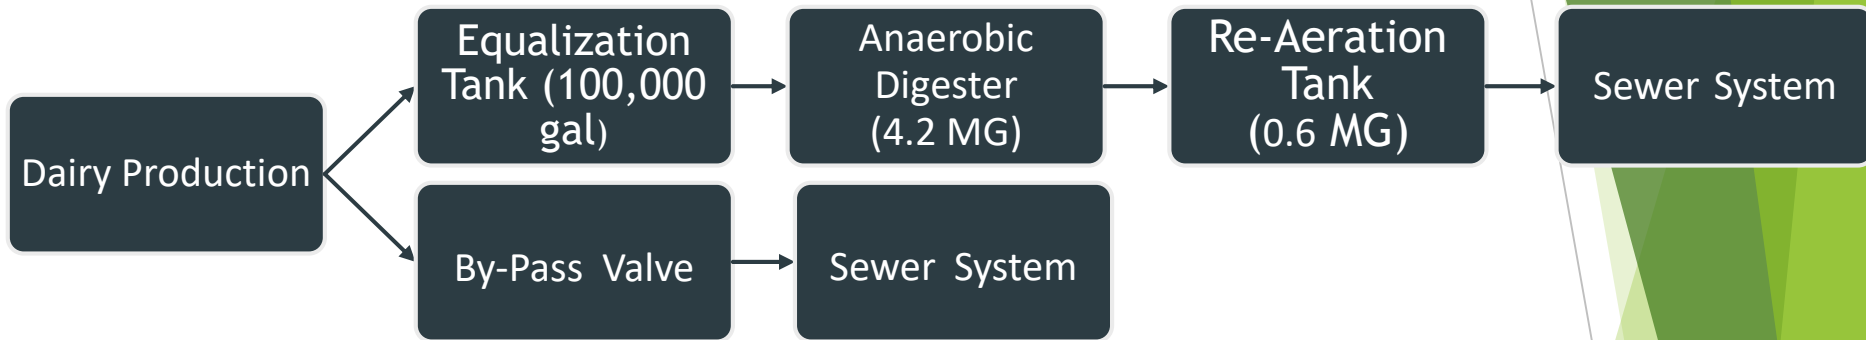 Dairy Production
Equalization
Tank (100,000
gal)
Anaerobic
Digester
(4.2 MG)
Re-Aeration
Tank
(0.6 MG)
Sewer System
By-Pass Valve
Sewer System